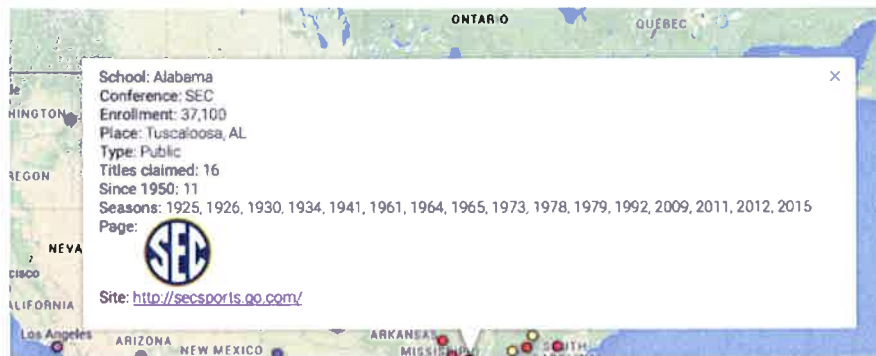 ONTARIO
QUÉBEC
School: Alabama
Conference: SEC
Enrollment: 37,100
Place: Tuscaloosa, AL
Type: Public
Titles claimed: 16
Since 1950: 11
Seasons: 1925, 1926, 1930, 1934, 1941, 1961, 1964, 1965, 1973, 1978, 1979, 1992, 2009, 2011, 2012, 2015
Page:
SEC
Site: http://secsports.go.com/
HINGTON
REGON
NEVA
CISCO
LIFORNIA
Los Angeles
ARIZONA
NEW MEXICO
ARKANSAS